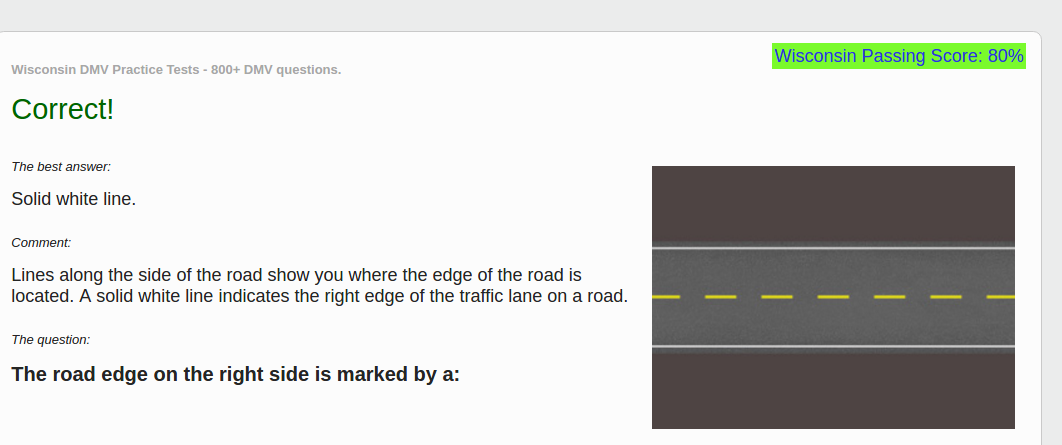 Wisconsin Passing Score: 80%
Wisconsin DMV Practice Tests - 800+ DMV questions.
Correct!
The best answer:
Solid white line.
Comment:
Lines along the side of the road show you where the edge of the road is
located. A solid white line indicates the right edge of the traffic lane on a road.
The question:
The road edge on the right side is marked by a: